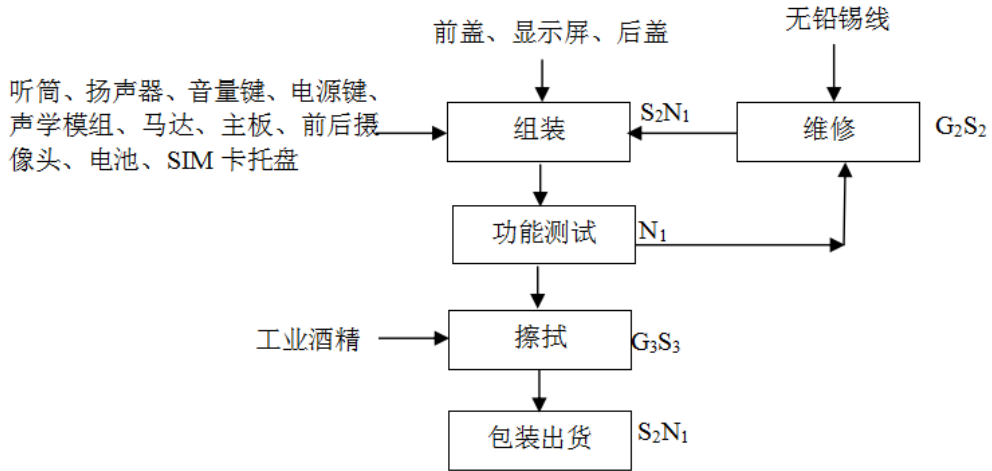 无铅锡线
前盖、显示屏、后盖
听筒、扬声器、音量键、电源键、
声学模组、马达、主板、前后摄
像头、电池、SIM 卡托盘
组装
S₂N₁
维修
G₂S₂
功能测试
N₁
工业酒精
擦拭
G₃S₃
包装出货
S₂N₁